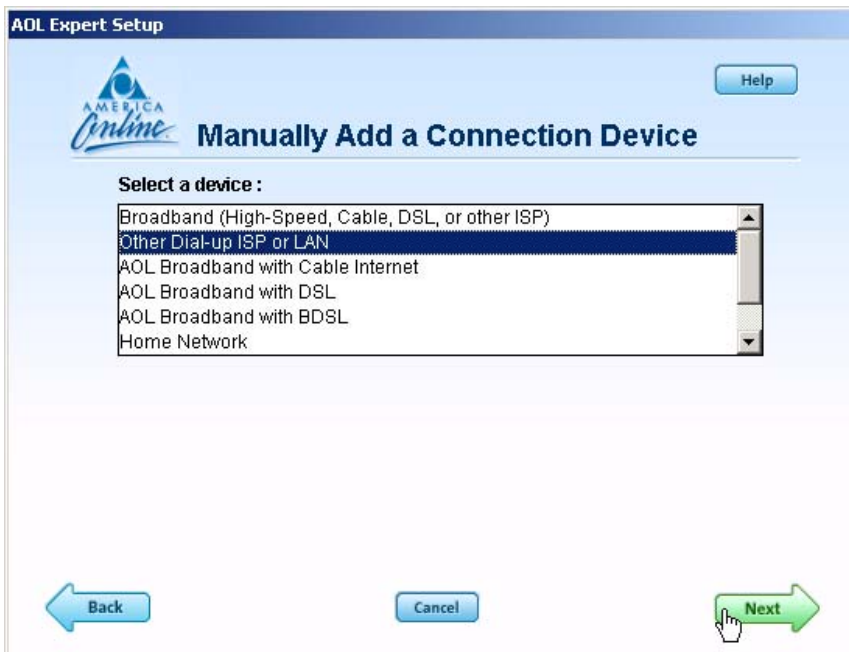 AOL Expert Setup
Help
AMERICA
Online
Manually Add a Connection Device
Select a device :
Broadband (High-Speed, Cable, DSL, or other ISP)
Other Dial-up ISP or LAN
AOL Broadband with Cable Internet
AOL Broadband with DSL
AOL Broadband with BDSL
Home Network
Back
Cancel
Next